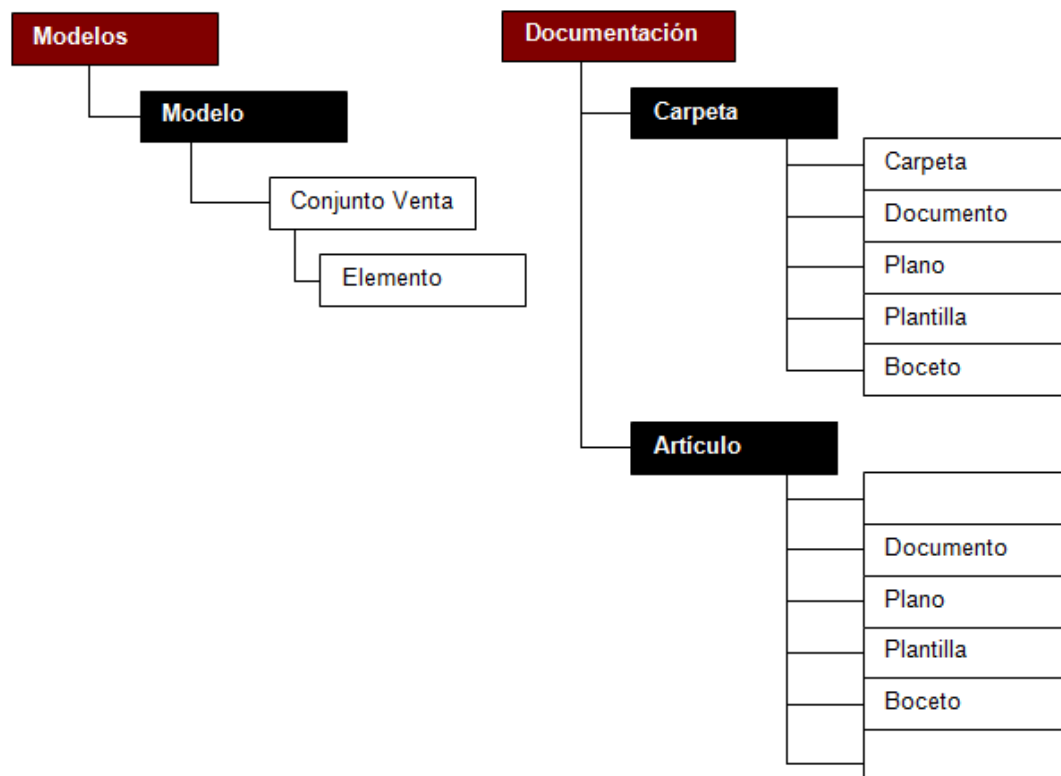 Modelos
Modelo
Conjunto Venta
Elemento
Documentación
Carpeta
Carpeta
Documento
Plano
Plantilla
Boceto
Artículo
Documento
Plano
Plantilla
Boceto